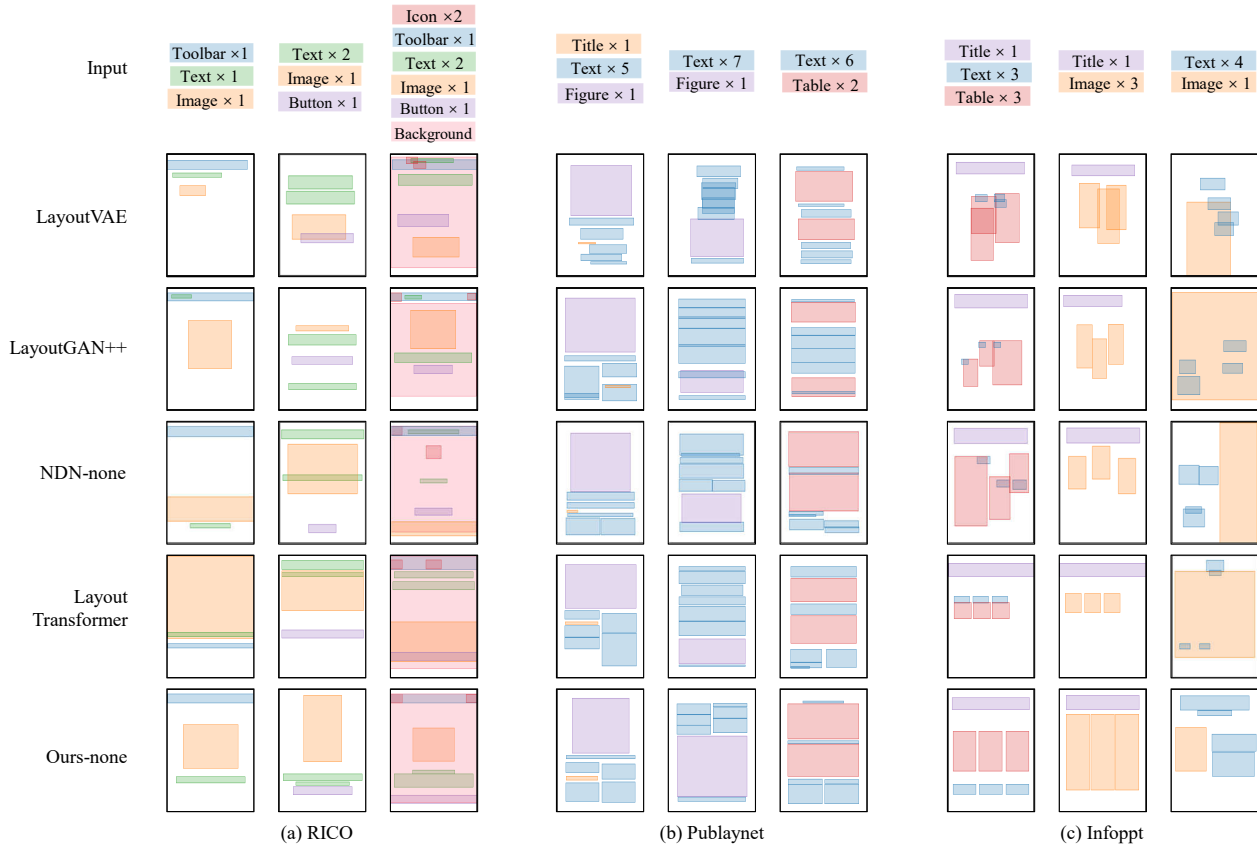 Input
Toolbar ×1
Text × 1
Image × 1
Text × 2
Image × 1
Button × 1
Icon ×2
Toolbar ×1
Text × 2
Image × 1
Button × 1
Background
Title × 1
Text × 5
Figure × 1
Text × 7
Figure × 1
Text × 6
Table × 2
Title × 1
Text × 3
Table × 3
Title × 1
Image × 3
Text × 4
Image × 1
LayoutVAE
LayoutGAN++
NDN-none
Layout
Transformer
Ours-none
(a) RICO
(b) Publaynet
(c) Infoppt